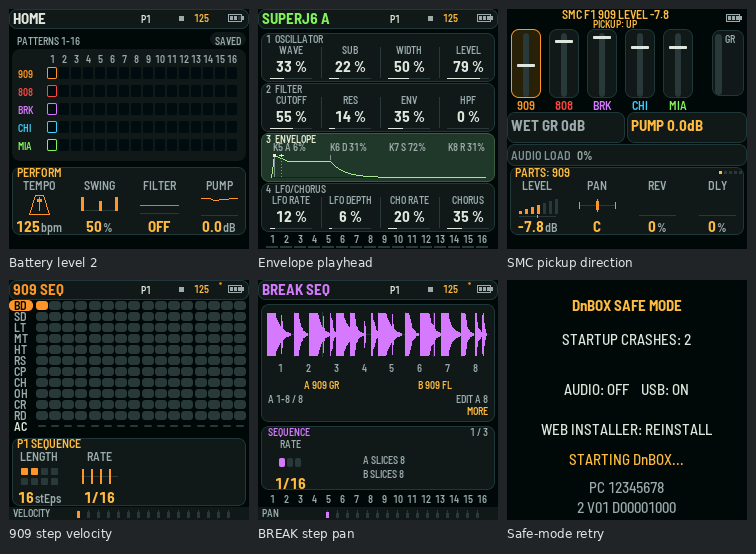 HOME P1 125
PATTERNS 1-16 SAVED
1 2 3 4 5 6 7 8 9 10 11 12 13 14 15 16
909
808
BRK
CHI
MIA
PERFORM
TEMPO SWING FILTER PUMP
125 bpm 50 % OFF 0.0 dB
Battery level 2
SUPERJ6 A P1 125
1 OSCILLATOR
WAVE SUB WIDTH LEVEL
33 % 22 % 50 % 79 %
2 FILTER
CUTOFF RES ENV HPF
55 % 14 % 35 % 0 %
3 ENVELOPE
K5 A 6% K6 D 31% K7 S 72% K8 R 31%
4 LFO/CHORUS
LFO RATE LFO DEPTH CHO RATE CHORUS
12 % 6 % 20 % 35 %
1 2 3 4 5 6 7 8 9 10 11 12 13 14 15 16
Envelope playhead
SMC F1 909 LEVEL -7.8
PICKUP: UP
GR
909 808 BRK CHI MIA
WET GR 0dB PUMP 0.0dB
AUDIO LOAD 0%
PARTS: 909
LEVEL PAN REV DLY
-7.8 dB C 0 % 0 %
SMC pickup direction
909 SEQ P1 125
BD
SD
LT
MT
HT
RS
CP
CH
OH
CR
RD
AC
P1 SEQUENCE
LENGTH RATE
16 stEps 1/16
VELOCITY
909 step velocity
BREAK SEQ P1 125
1 2 3 4 5 6 7 8
A 909 GR B 909 FL
A 1-8 / 8 EDIT A 8
MORE
SEQUENCE 1 / 3
RATE
A SLICES 8
B SLICES 8
1/16
1 2 3 4 5 6 7 8 9 10 11 12 13 14 15 16
PAN
BREAK step pan
DnBOX SAFE MODE
STARTUP CRASHES: 2
AUDIO: OFF USB: ON
WEB INSTALLER: REINSTALL
STARTING DnBOX...
PC 12345678
2 V01 D00001000
Safe-mode retry